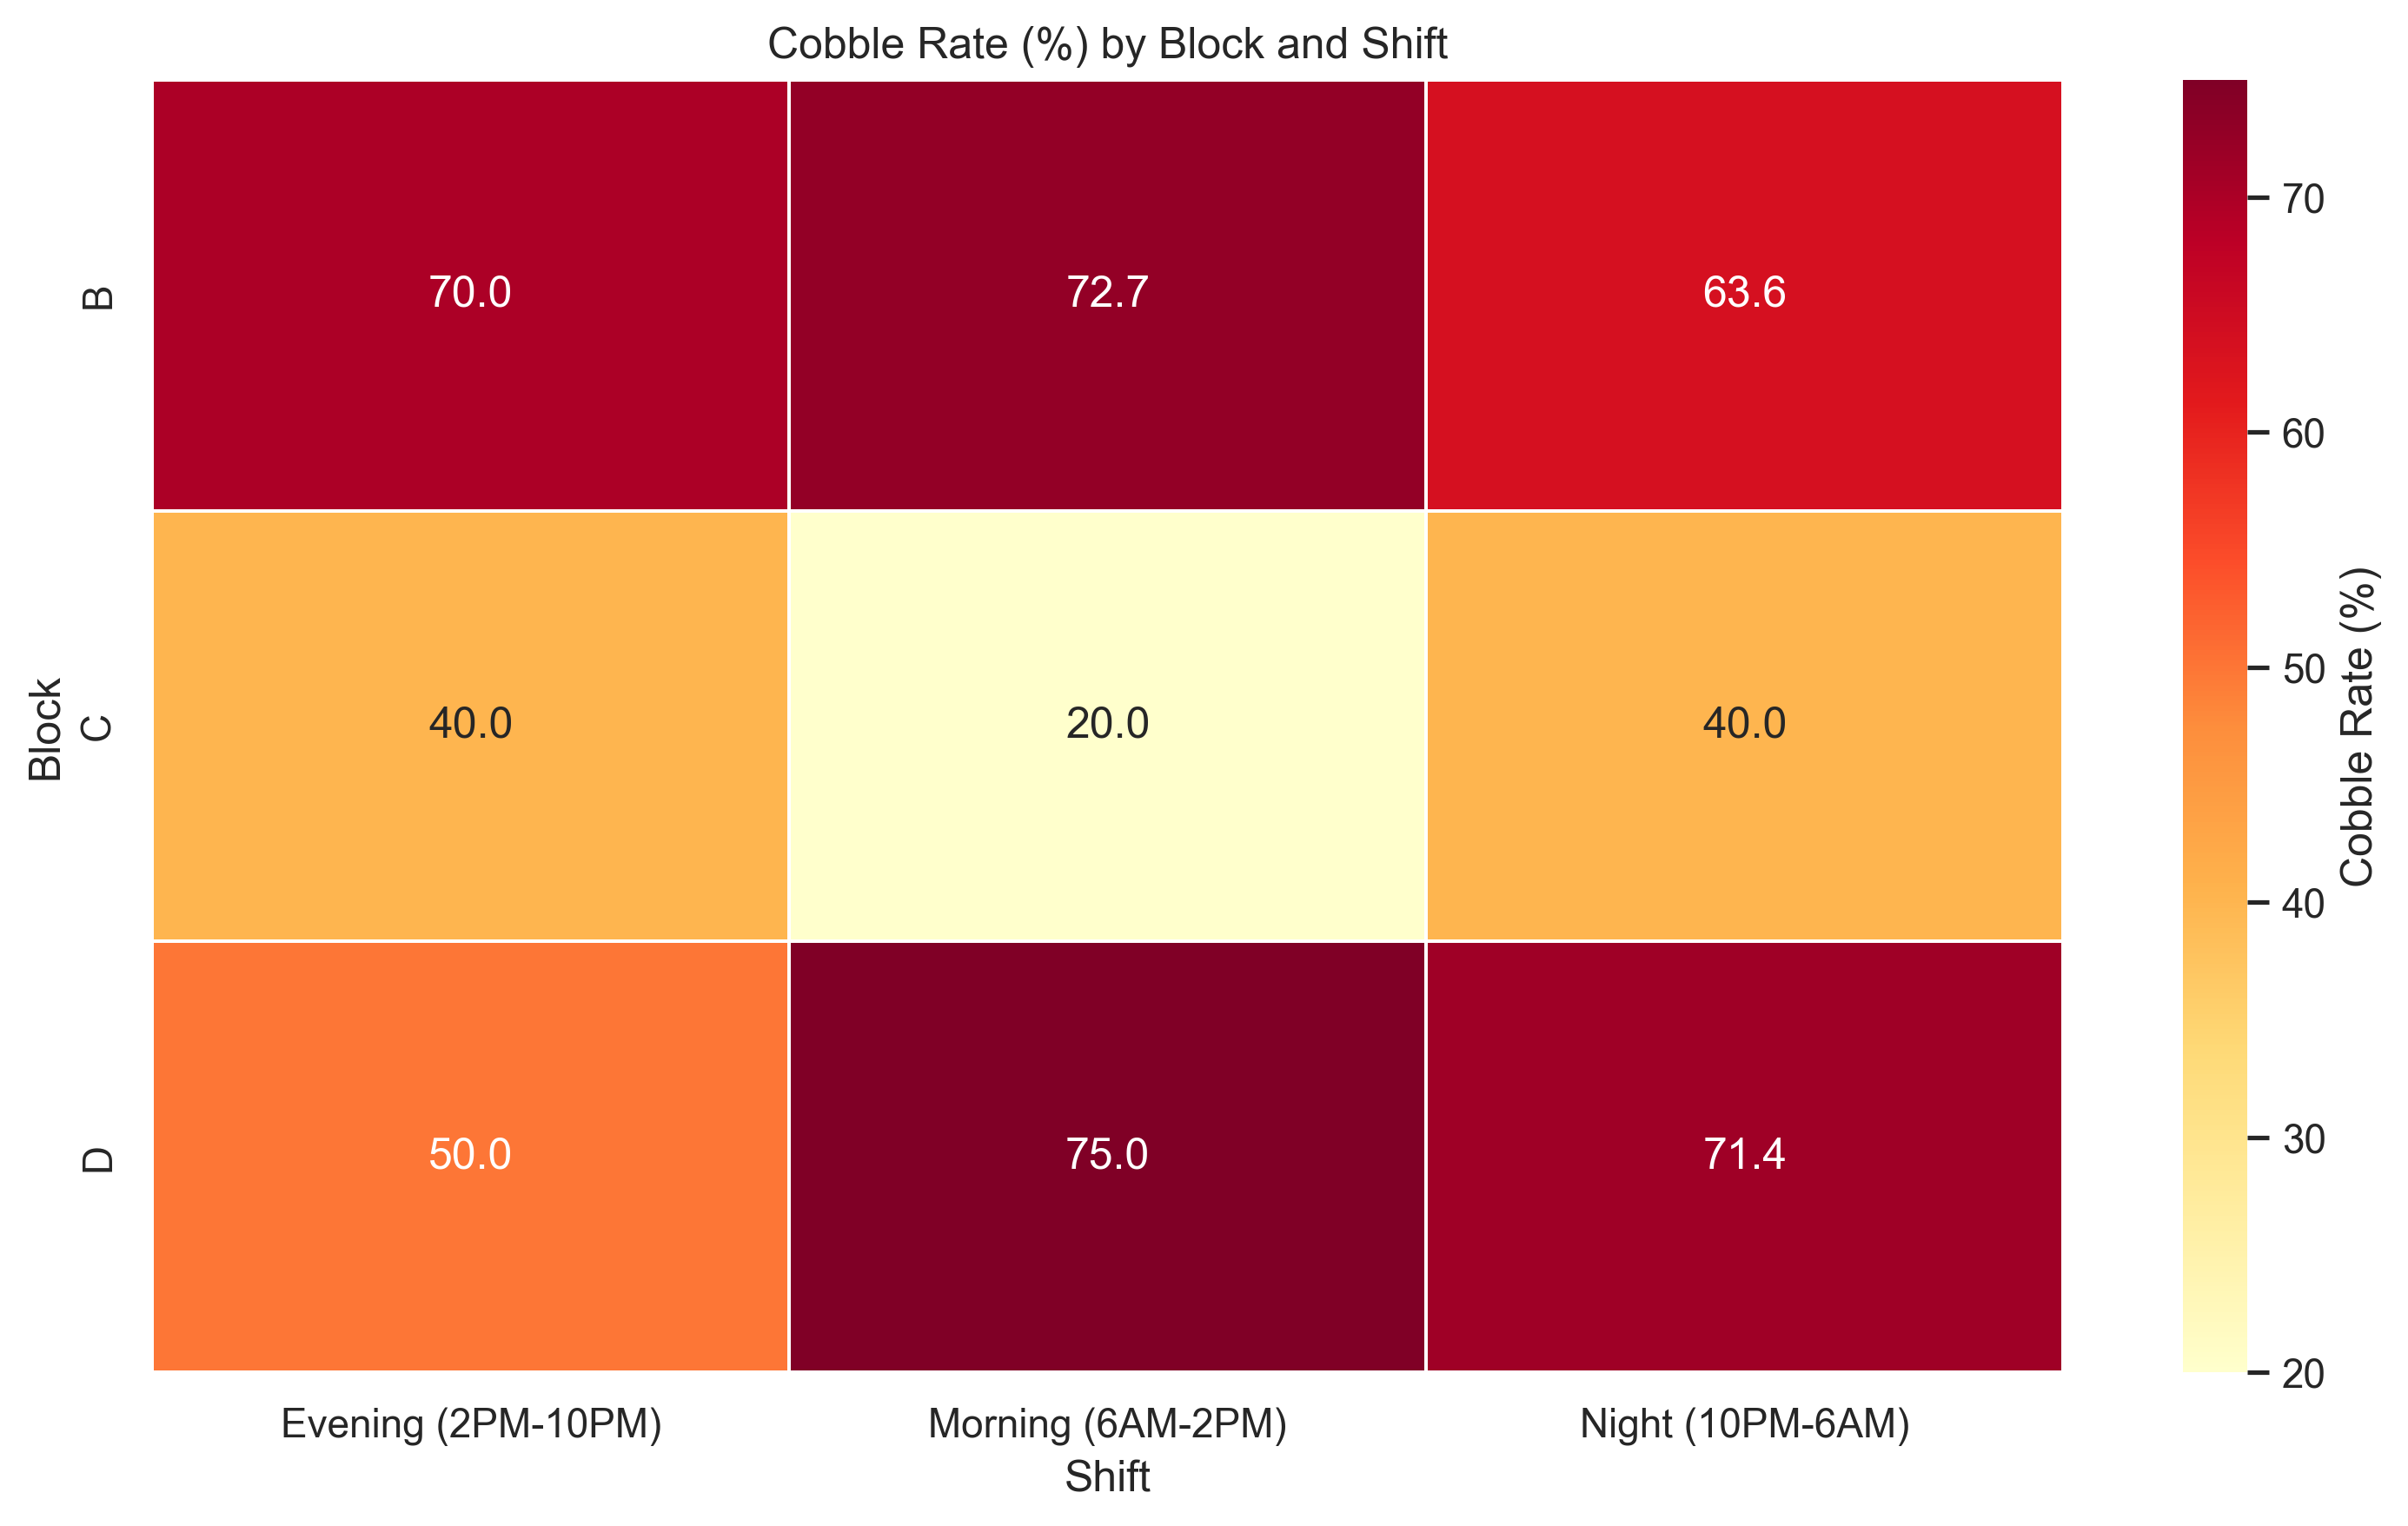 Cobble Rate (%) by Block and Shift
B
70.0
72.7
63.6
C
40.0
20.0
40.0
D
50.0
75.0
71.4
Block
Evening (2PM-10PM)
Morning (6AM-2PM)
Night (10PM-6AM)
Shift
70
60
50
40
30
20
Cobble Rate (%)